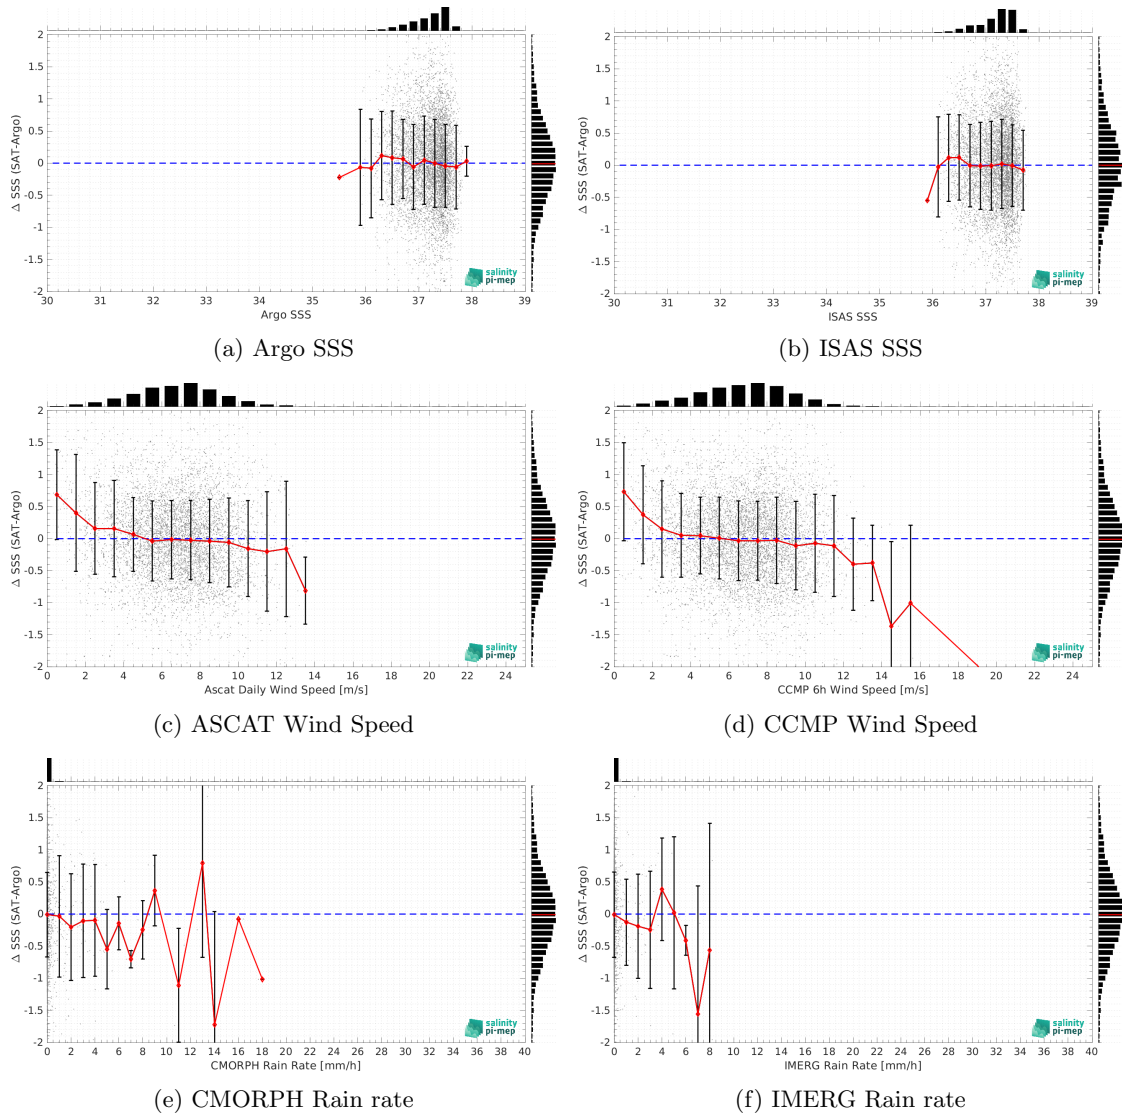 2
1.5
1
0.5
0
-0.5
-1
-1.5
-2
Δ SSS (SAT-Argo)
30 31 32 33 34 35 36 37 38 39
Argo SSS
salinity
pi-mep
(a) Argo SSS
2
1.5
1
0.5
0
-0.5
-1
-1.5
-2
Δ SSS (SAT-Argo)
30 31 32 33 34 35 36 37 38 39
ISAS SSS
salinity
pi-mep
(b) ISAS SSS
2
1.5
1
0.5
0
-0.5
-1
-1.5
-2
Δ SSS (SAT-Argo)
0 2 4 6 8 10 12 14 16 18 20 22 24
Ascat Daily Wind Speed [m/s]
salinity
pi-mep
(c) ASCAT Wind Speed
2
1.5
1
0.5
0
-0.5
-1
-1.5
-2
Δ SSS (SAT-Argo)
0 2 4 6 8 10 12 14 16 18 20 22 24
CCMP 6h Wind Speed [m/s]
salinity
pi-mep
(d) CCMP Wind Speed
2
1.5
1
0.5
0
-0.5
-1
-1.5
-2
Δ SSS (SAT-Argo)
0 2 4 6 8 10 12 14 16 18 20 22 24 26 28 30 32 34 36 38 40
CMORPH Rain Rate [mm/h]
salinity
pi-mep
(e) CMORPH Rain rate
2
1.5
1
0.5
0
-0.5
-1
-1.5
-2
Δ SSS (SAT-Argo)
0 2 4 6 8 10 12 14 16 18 20 22 24 26 28 30 32 34 36 38 40
IMERG Rain Rate [mm/h]
salinity
pi-mep
(f) IMERG Rain rate